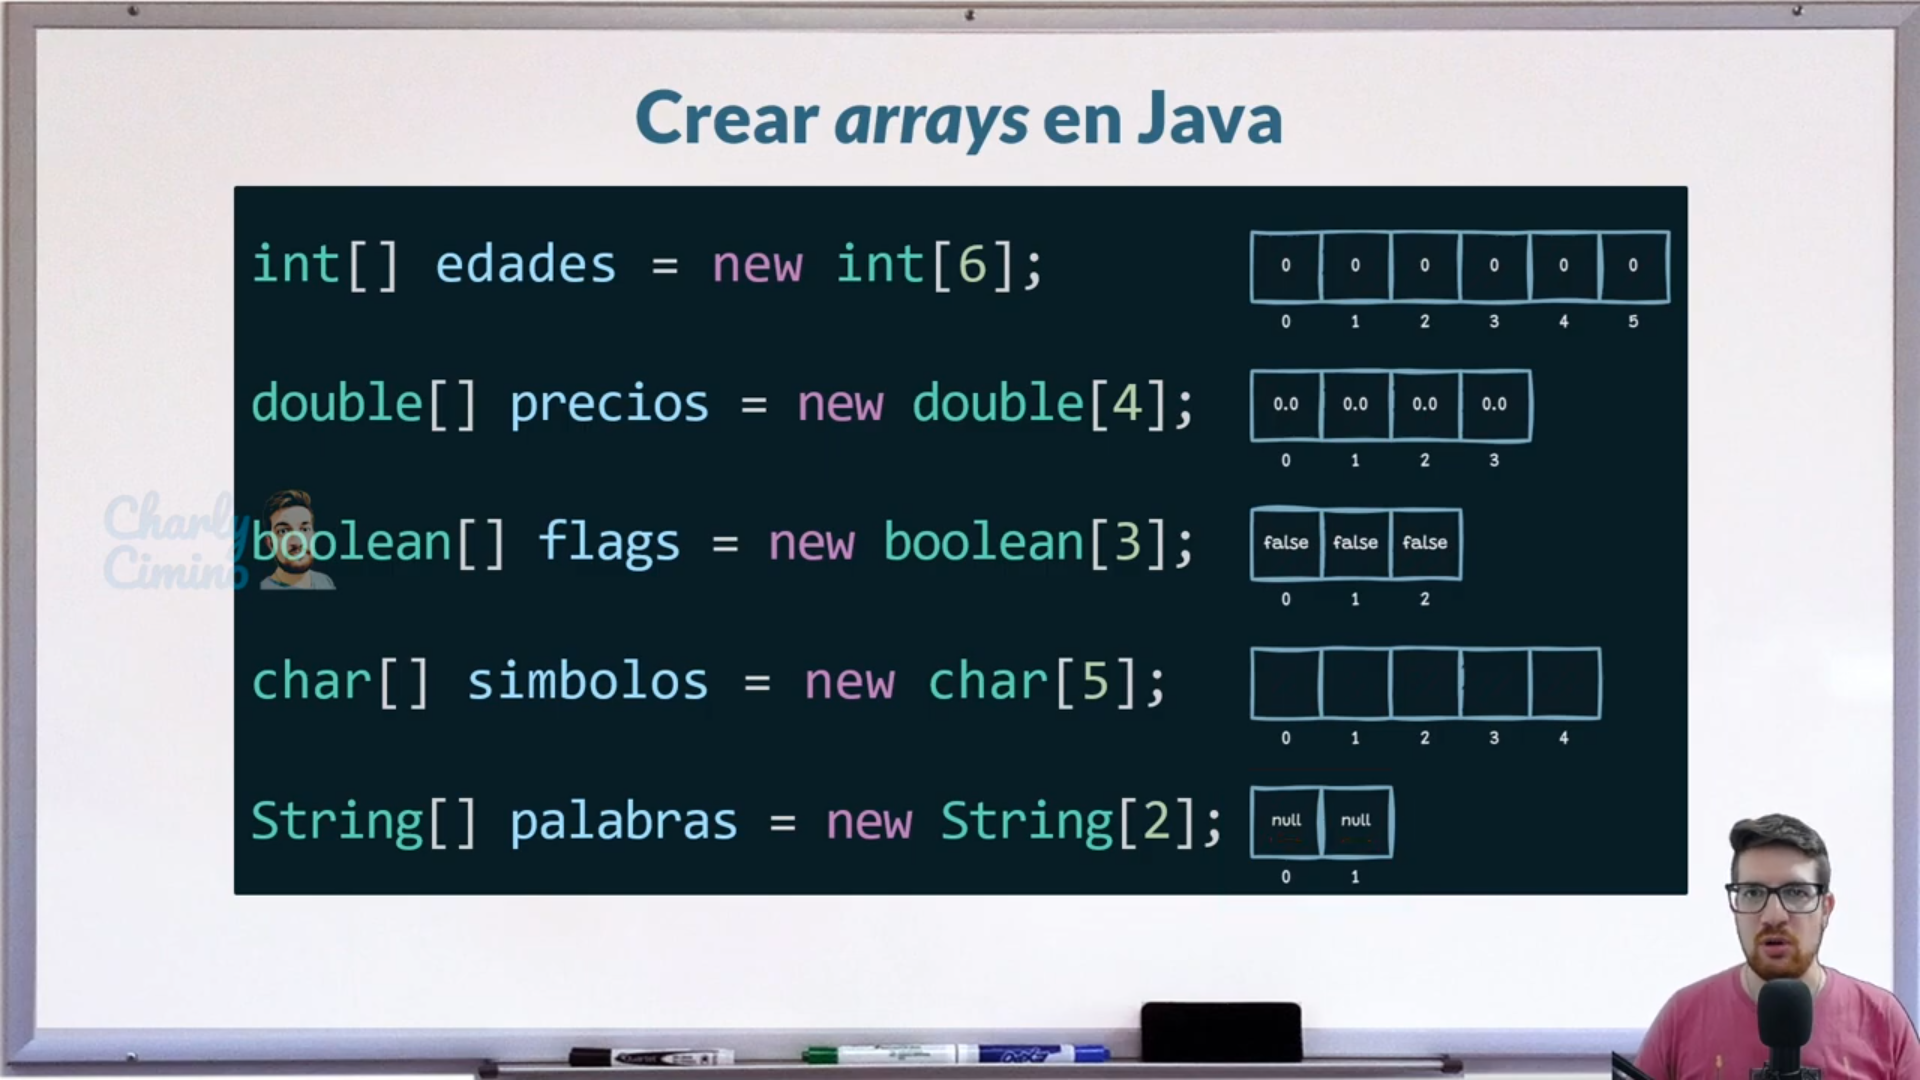 Crear arrays en Java
int[] edades = new int[6];
0 0 0 0 0 0
0 1 2 3 4 5
double[] precios = new double[4];
0.0 0.0 0.0 0.0
0 1 2 3
Charly
Cimino
boolean[] flags = new boolean[3];
false false false
0 1 2
char[] simbolos = new char[5];
0 1 2 3 4
String[] palabras = new String[2];
null null
0 1
Quartet